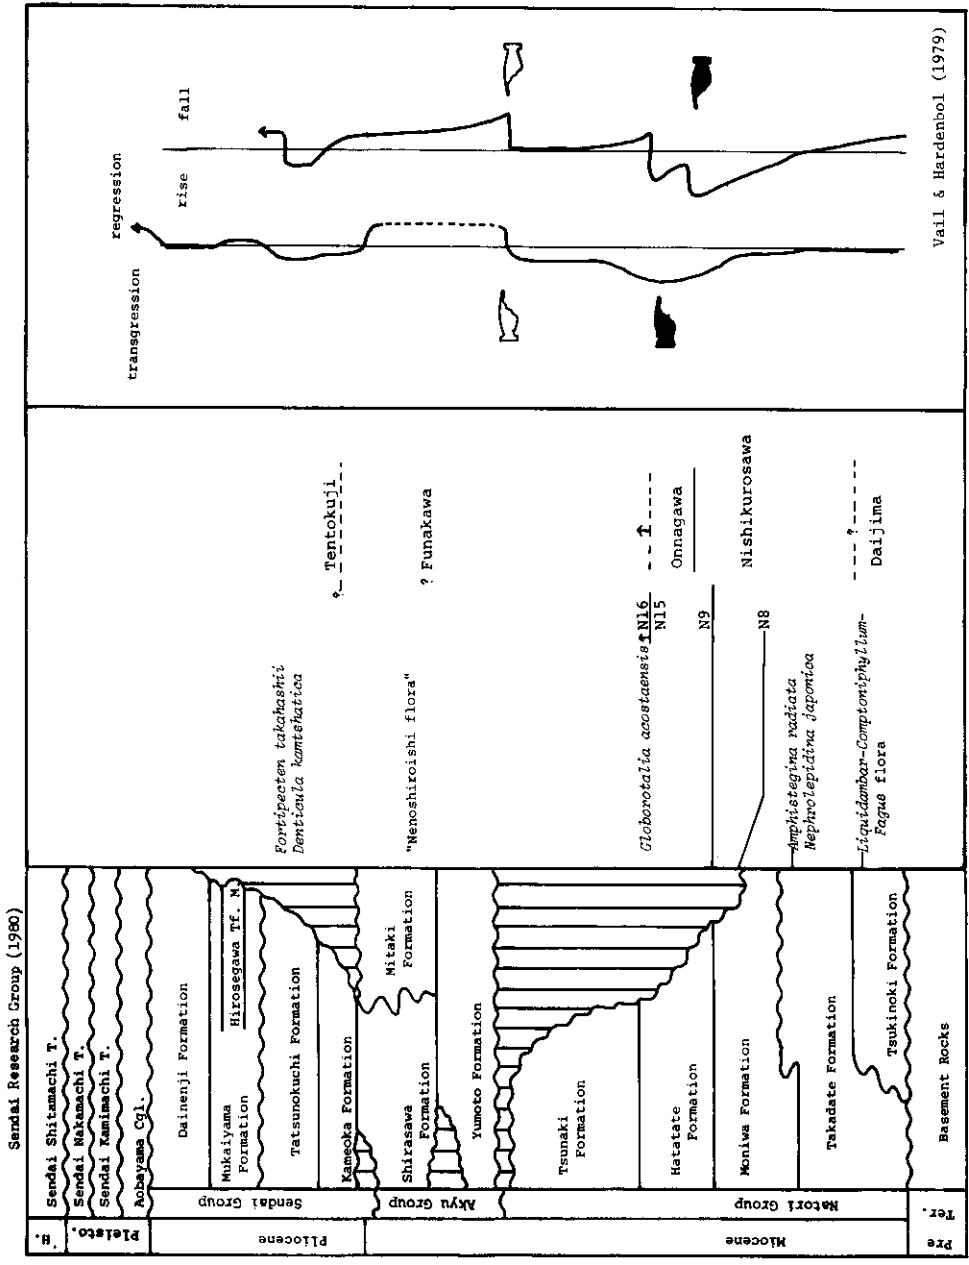 Sendai Research Group (1980)
H.
Pleisto.
Pliocene
Miocene
Pre
Ter.
Sendai Group
Akyu Group
Natori Group
Sendai Shitamachi T.
Sendai Nakamachi T.
Sendai Kamimachi T.
Aobayama Cgl.
Dainenji Formation
Mukaiyama
Formation
Hirosegawa Tf. M.
Tatsunokuchi Formation
Kameoka Formation
Shirasawa
Formation
Mitaki
Formation
Yumoto Formation
Tsunaki
Formation
Hatatate
Formation
Moniwa Formation
Takadate Formation
Tsukinoki Formation
Basement Rocks
Fortipecten takahashii
Denticula kamtshatica
"Nenoshiroishi flora"
Globorotalia acostaensis
N16
N15
N9
N8
Amphistegina radiata
Nephrolepidina japonica
Liquidambar-Comptoniphyllum-
Fagus flora
? Tentokuji
? Funakawa
Onnagawa
Nishikurosawa
?
Daijima
transgression
regression
rise
fall
Vail & Hardenbol (1979)